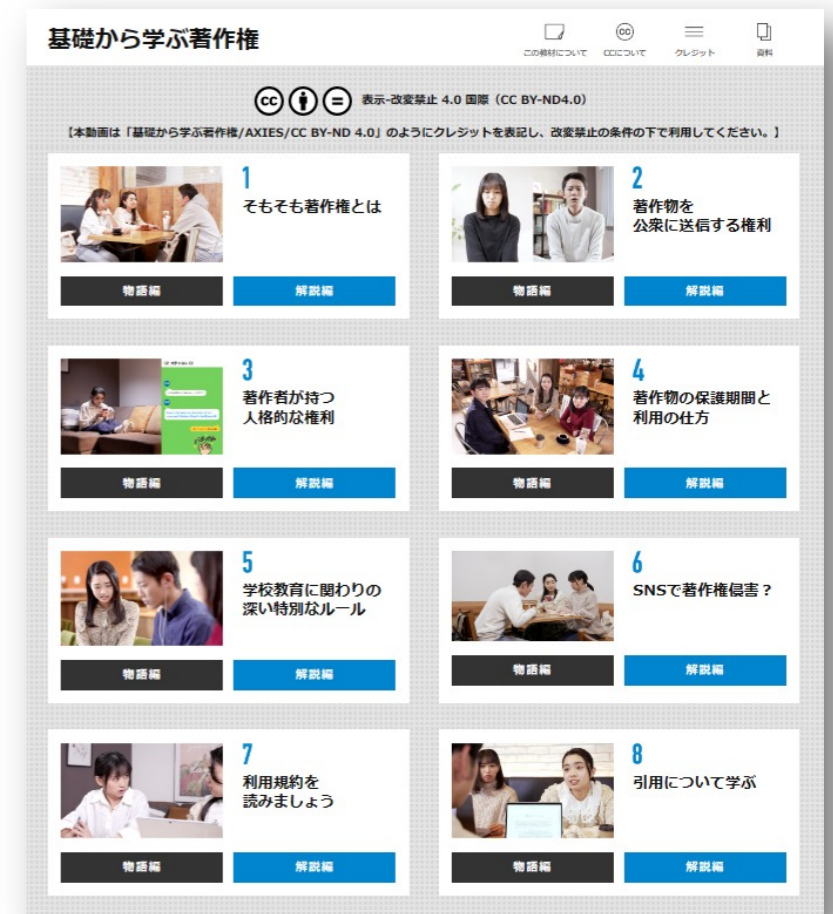 基礎から学ぶ著作権
この教材について
CCについて
クレジット
資料
cc
表示-改変禁止 4.0 国際（CC BY-ND4.0）
【本動画は「基礎から学ぶ著作権/AXIES/CC BY-ND 4.0」のようにクレジットを表記し、改変禁止の条件の下で利用してください。】
1
そもそも著作権とは
物語編
解説編
2
著作物を
公衆に送信する権利
物語編
解説編
3
著作者が持つ
人格的な権利
物語編
解説編
4
著作物の保護期間と
利用の仕方
物語編
解説編
5
学校教育に関わりの
深い特別なルール
物語編
解説編
6
SNSで著作権侵害？
物語編
解説編
7
利用規約を
読みましょう
物語編
解説編
8
引用について学ぶ
物語編
解説編